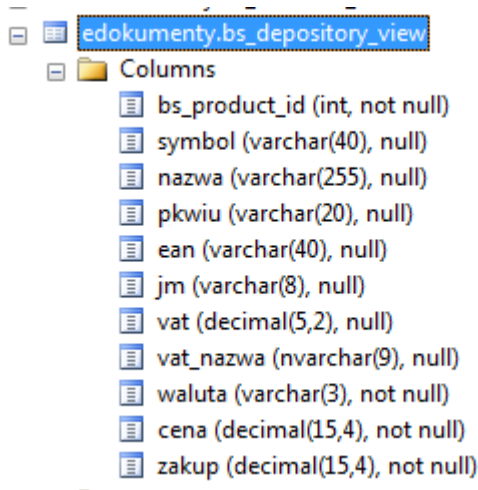 edokumenty.bs_depository_view
Columns
bs_product_id (int, not null)
symbol (varchar(40), null)
nazwa (varchar(255), null)
pkwiu (varchar(20), null)
ean (varchar(40), null)
jm (varchar(8), null)
vat (decimal(5,2), null)
vat_nazwa (nvarchar(9), null)
waluta (varchar(3), not null)
cena (decimal(15,4), not null)
zakup (decimal(15,4), not null)